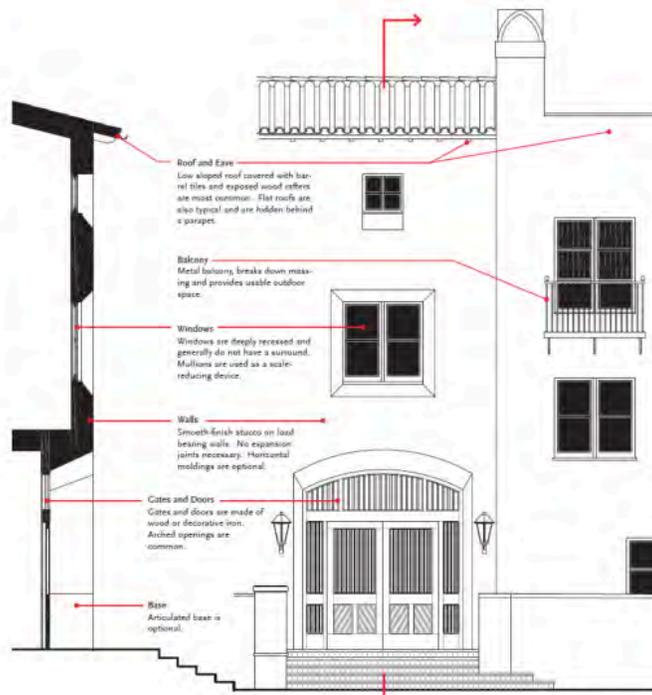 Roof and Eave
Low sloped roof covered with bar-
rel tiles and exposed wood rafters
are most common. Flat roofs are
also typical and are hidden behind
a parapet.
Balcony
Metal balcony, breaks down mass-
ing and provides usable outdoor
space.
Windows
Windows are deeply recessed and
generally do not have a surround.
Mullions are used as a scale-
reducing device.
Walls
Smooth-finish stucco on load
bearing walls. No expansion
joints necessary. Horizontal
moldings are optional.
Gates and Doors
Gates and doors are made of
wood or decorative iron.
Arched openings are
common.
Base
Articulated base is
optional.